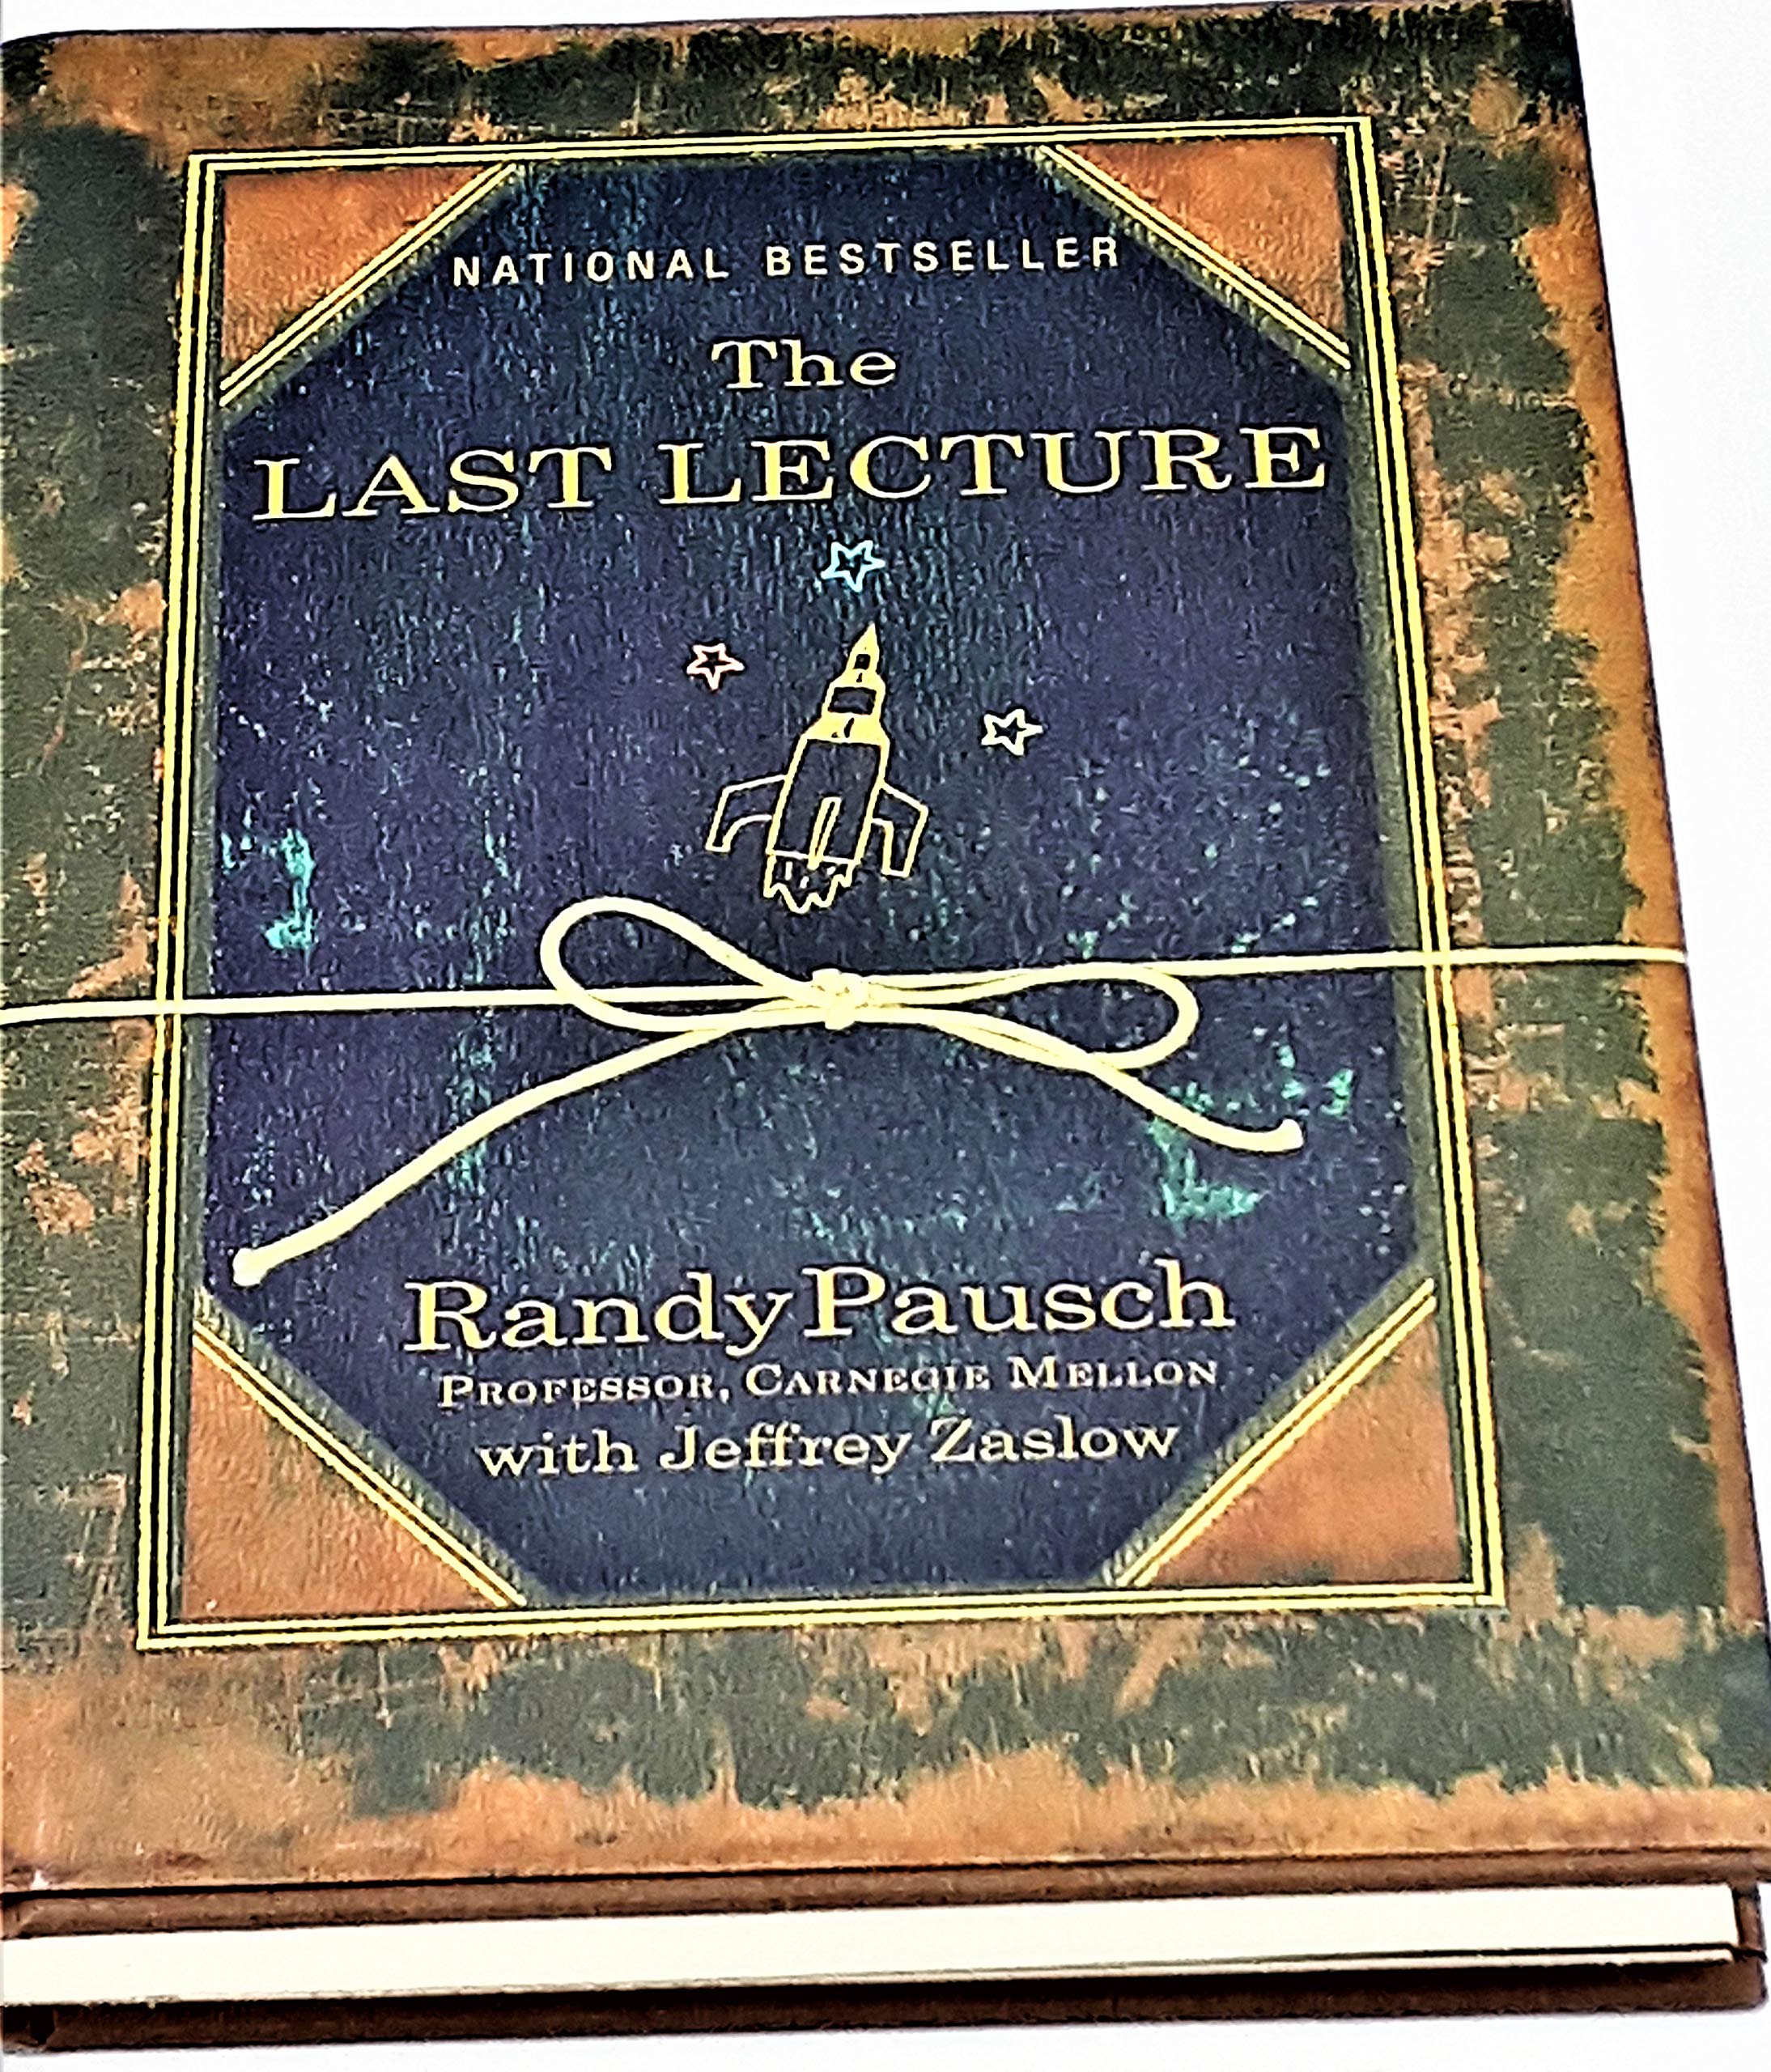 NATIONAL BESTSELLER
The
LAST LECTURE
Randy Pausch
PROFESSOR, CARNEGIE MELLON
with Jeffrey Zaslow